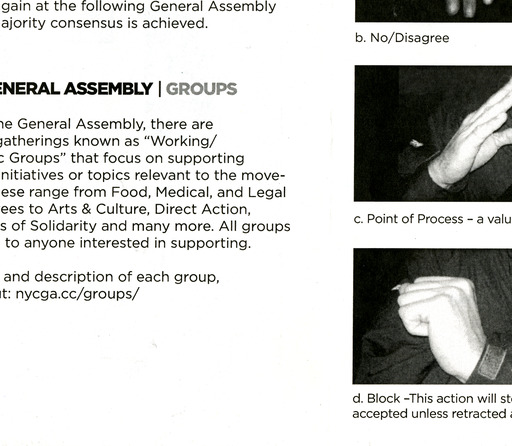 gain at the following General Assembly
ajority consensus is achieved.
ENERAL ASSEMBLY | GROUPS
he General Assembly, there are
gatherings known as “Working/
c Groups” that focus on supporting
nitiatives or topics relevant to the move-
ese range from Food, Medical, and Legal
ees to Arts & Culture, Direct Action,
s of Solidarity and many more. All groups
to anyone interested in supporting.
and description of each group,
t: nycga.cc/groups/
b. No/Disagree
c. Point of Process – a valu
d. Block –This action will st
accepted unless retracted a